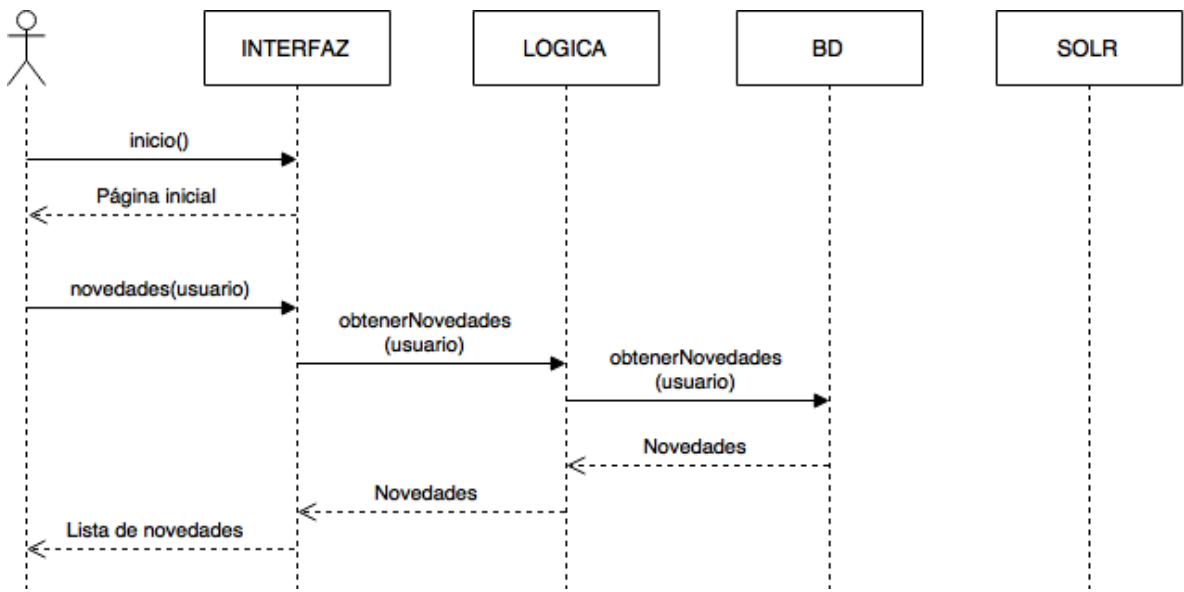 INTERFAZ
LOGICA
BD
SOLR
inicio()
Página inicial
novedades(usuario)
obtenerNovedades
(usuario)
obtenerNovedades
(usuario)
Novedades
Novedades
Lista de novedades